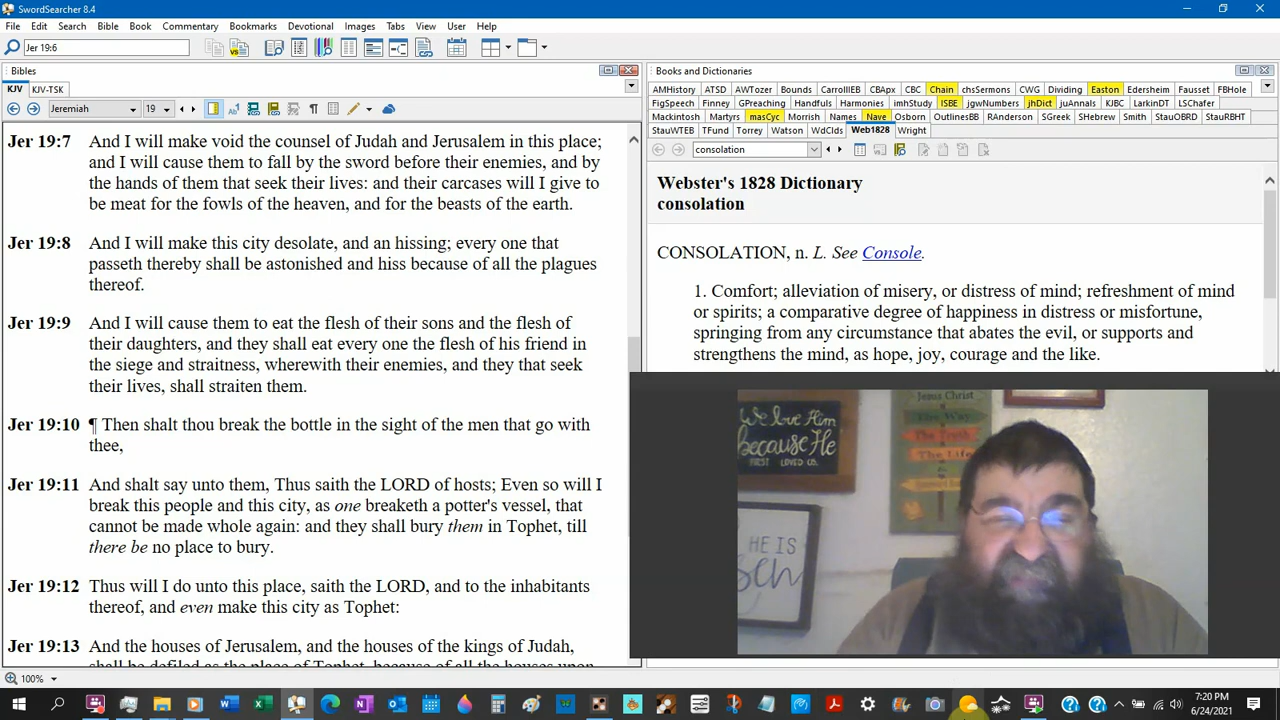 SwordSearcher 8.4
File Edit Search Bible Book Commentary Bookmarks Devotional Images Tabs View User Help
Jer 19:6
Bibles
KJV KJV-TSK
Jeremiah 19
Jer 19:7 And I will make void the counsel of Judah and Jerusalem in this place;
and I will cause them to fall by the sword before their enemies, and by
the hands of them that seek their lives: and their carcases will I give to
be meat for the fowls of the heaven, and for the beasts of the earth.
Jer 19:8 And I will make this city desolate, and an hissing; every one that
passeth thereby shall be astonished and hiss because of all the plagues
thereof.
Jer 19:9 And I will cause them to eat the flesh of their sons and the flesh of
their daughters, and they shall eat every one the flesh of his friend in
the siege and straitness, wherewith their enemies, and they that seek
their lives, shall straiten them.
Jer 19:10 ¶ Then shalt thou break the bottle in the sight of the men that go with
thee,
Jer 19:11 And shalt say unto them, Thus saith the LORD of hosts; Even so will I
break this people and this city, as one breaketh a potter's vessel, that
cannot be made whole again: and they shall bury them in Tophet, till
there be no place to bury.
Jer 19:12 Thus will I do unto this place, saith the LORD, and to the inhabitants
thereof, and even make this city as Tophet:
Jer 19:13 And the houses of Jerusalem, and the houses of the kings of Judah,
shall be defiled as the place of Tophet, because of all the houses upon
100%
Books and Dictionaries
AMHistory ATSD AWTozer Bounds CarrollIEB CBApx CBC Chain chsSermons CWG Dividing Easton Edersheim Fausset FBHole
FigSpeech Finney GPreaching Handfuls Harmonies imhStudy ISBE jgwNumbers jhDict juAnnals KJBC LarkinDT LSChafer
Mackintosh Martyrs masCyc Morrish Names Nave Osborn OutlinesBB RAnderson SGreek SHebrew Smith StauOBRD StauRBHT
StauWTEB TFund Torrey Watson WdClds Web1828 Wright
consolation
Webster's 1828 Dictionary
consolation
CONSOLATION, n. L. See Console.
1. Comfort; alleviation of misery, or distress of mind; refreshment of mind
or spirits; a comparative degree of happiness in distress or misfortune,
springing from any circumstance that abates the evil, or supports and
strengthens the mind, as hope, joy, courage and the like.
We love Him
because He
FIRST LOVED CO.
Jesus Christ
The Way
The Truth
The Life
HE IS
7:20 PM
6/24/2021